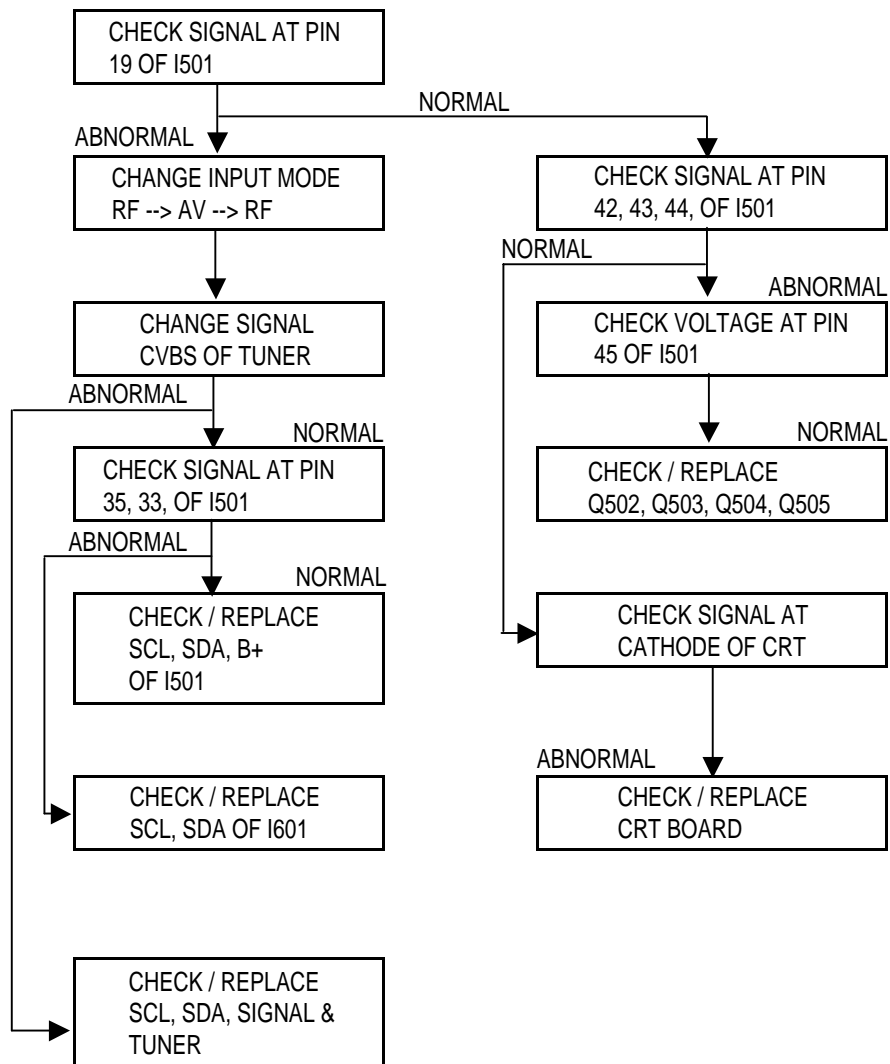 CHECK SIGNAL AT PIN
19 OF I501
NORMAL
ABNORMAL
CHANGE INPUT MODE
RF --> AV --> RF
CHECK SIGNAL AT PIN
42, 43, 44, OF I501
NORMAL
ABNORMAL
CHANGE SIGNAL
CVBS OF TUNER
CHECK VOLTAGE AT PIN
45 OF I501
ABNORMAL
NORMAL
CHECK SIGNAL AT PIN
35, 33, OF I501
NORMAL
CHECK / REPLACE
Q502, Q503, Q504, Q505
ABNORMAL
NORMAL
CHECK / REPLACE
SCL, SDA, B+
OF I501
CHECK SIGNAL AT
CATHODE OF CRT
ABNORMAL
CHECK / REPLACE
SCL, SDA OF I601
CHECK / REPLACE
CRT BOARD
CHECK / REPLACE
SCL, SDA, SIGNAL &
TUNER